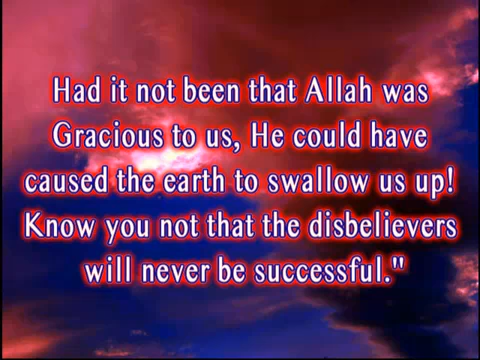 Had it not been that Allah was
Gracious to us, He could have
caused the earth to swallow us up!
Know you not that the disbelievers
will never be successful."